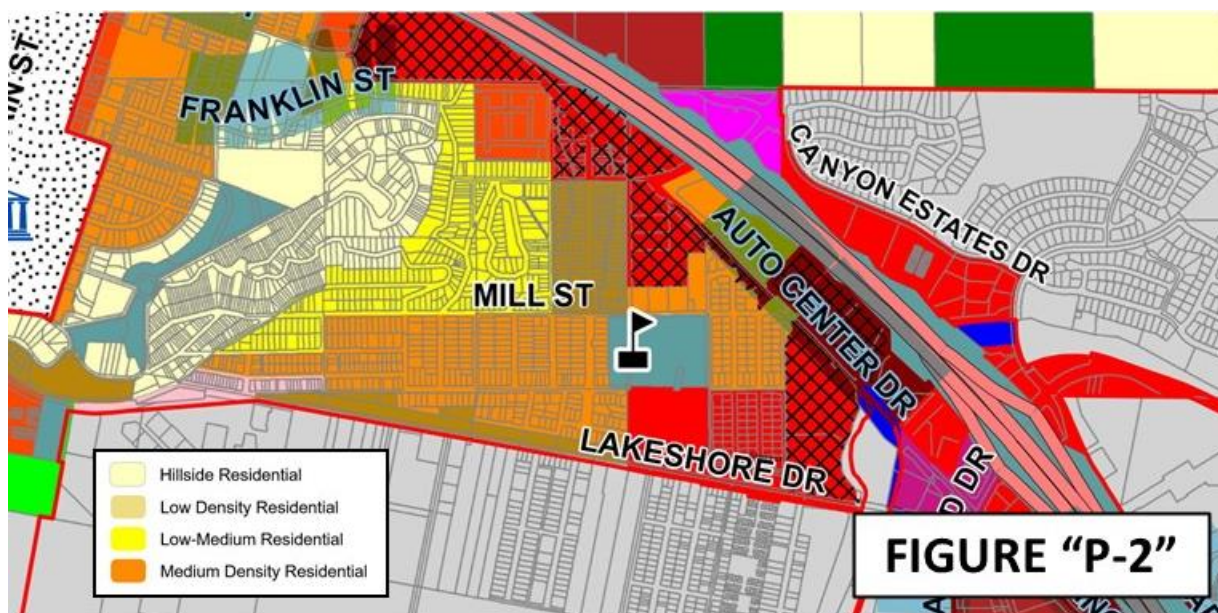 FRANKLIN ST
CANYON ESTATES DR
AUTO CENTER DR
MILL ST
LAKESHORE DR
Hillside Residential
Low Density Residential
Low-Medium Residential
Medium Density Residential
D DR
FIGURE “P-2”